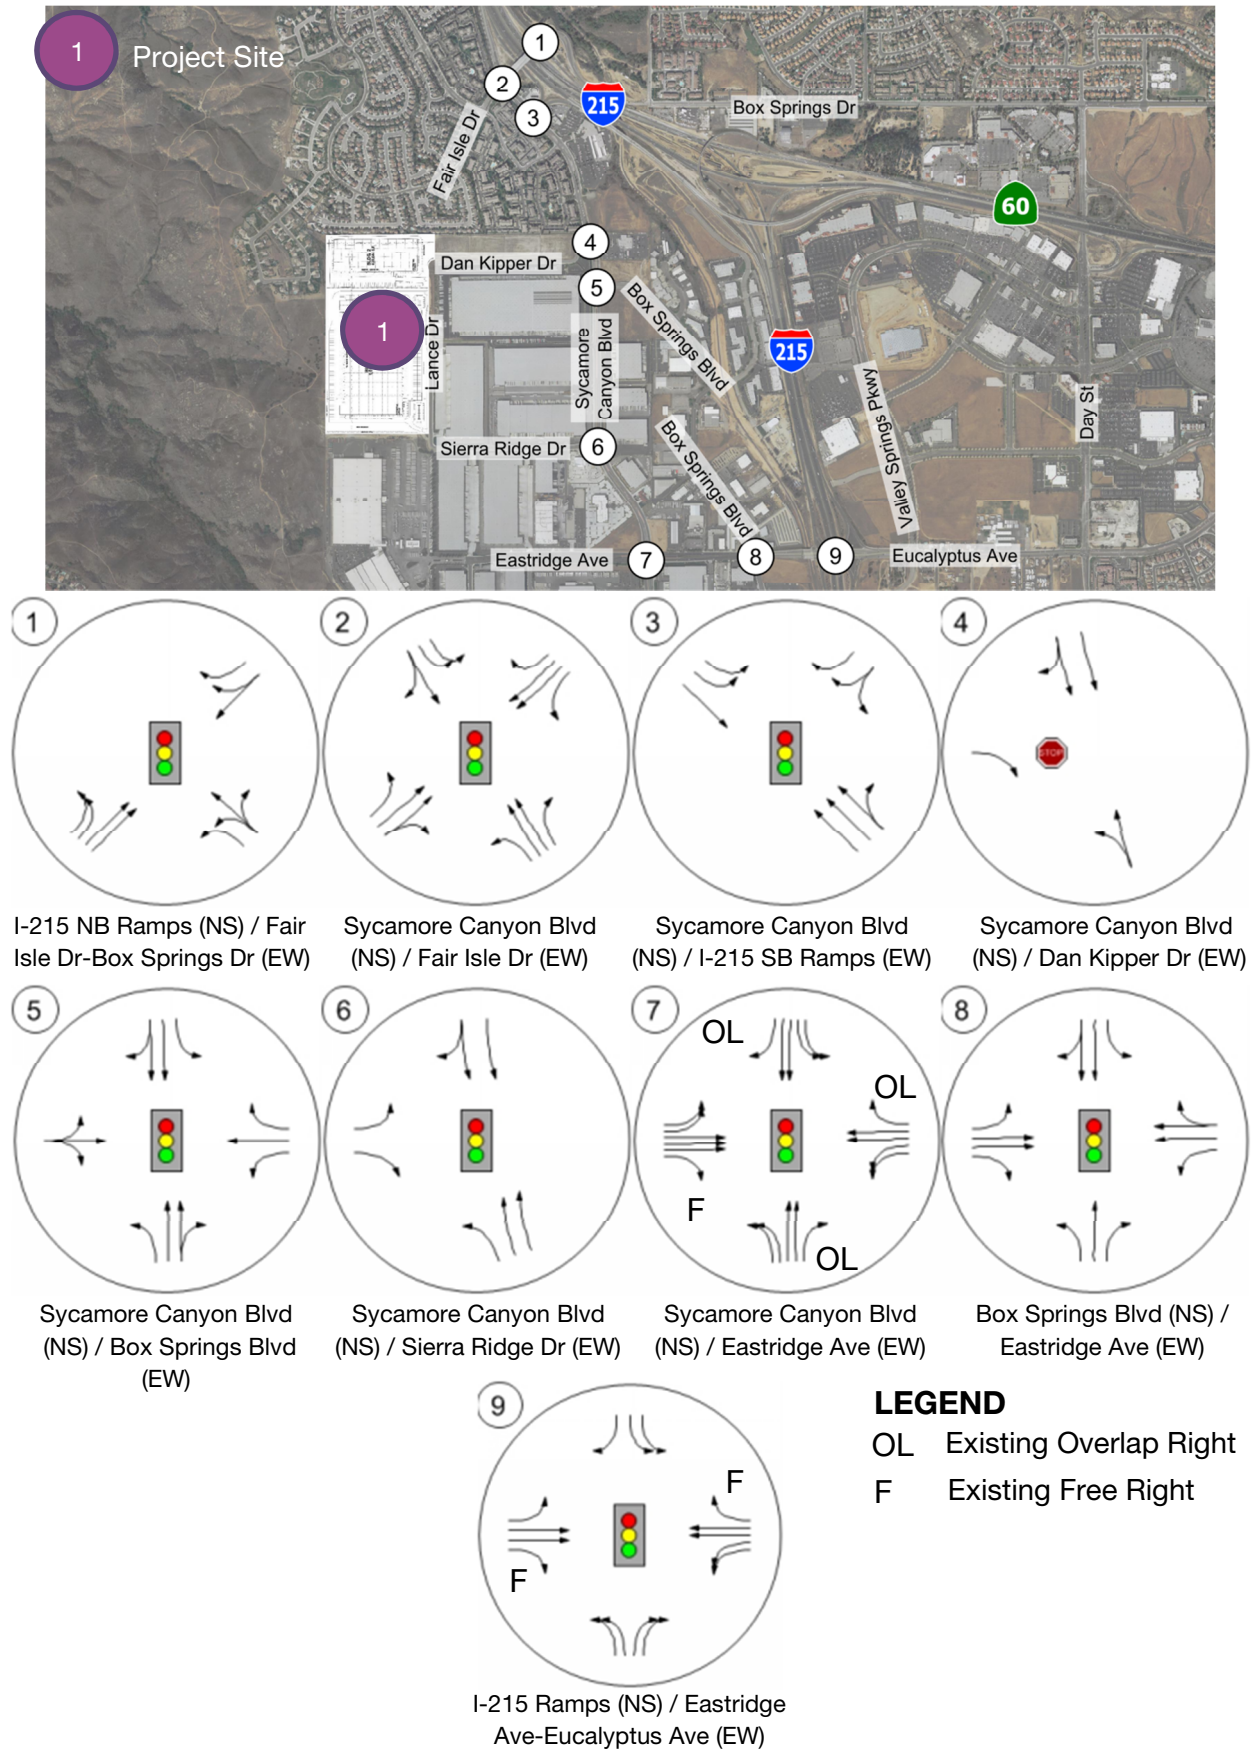 1 Project Site
1
2
3
215
Box Springs Dr
Fair Isle Dr
60
4
Dan Kipper Dr
5
Box Springs Blvd
1
Lance Dr
Sycamore
Canyon Blvd
215
Valley Springs Pkwy
Day St
Sierra Ridge Dr
6
Box Springs Blvd
Eastridge Ave
7
8
9
Eucalyptus Ave
1
2
3
4
STOP
I-215 NB Ramps (NS) / Fair
Isle Dr-Box Springs Dr (EW)
Sycamore Canyon Blvd
(NS) / Fair Isle Dr (EW)
Sycamore Canyon Blvd
(NS) / I-215 SB Ramps (EW)
Sycamore Canyon Blvd
(NS) / Dan Kipper Dr (EW)
5
6
7
OL
OL
F
OL
8
Sycamore Canyon Blvd
(NS) / Box Springs Blvd
(EW)
Sycamore Canyon Blvd
(NS) / Sierra Ridge Dr (EW)
Sycamore Canyon Blvd
(NS) / Eastridge Ave (EW)
Box Springs Blvd (NS) /
Eastridge Ave (EW)
9
F
F
I-215 Ramps (NS) / Eastridge
Ave-Eucalyptus Ave (EW)
LEGEND
OL Existing Overlap Right
F Existing Free Right